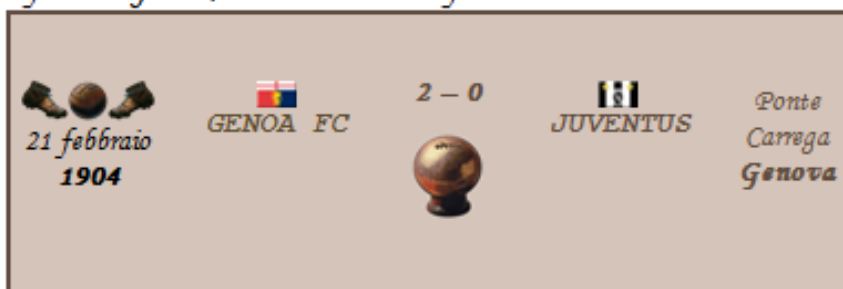 21 febbraio
1904
GENOA FC
2 – 0
JUVENTUS
Ponte
Carrega
Genova